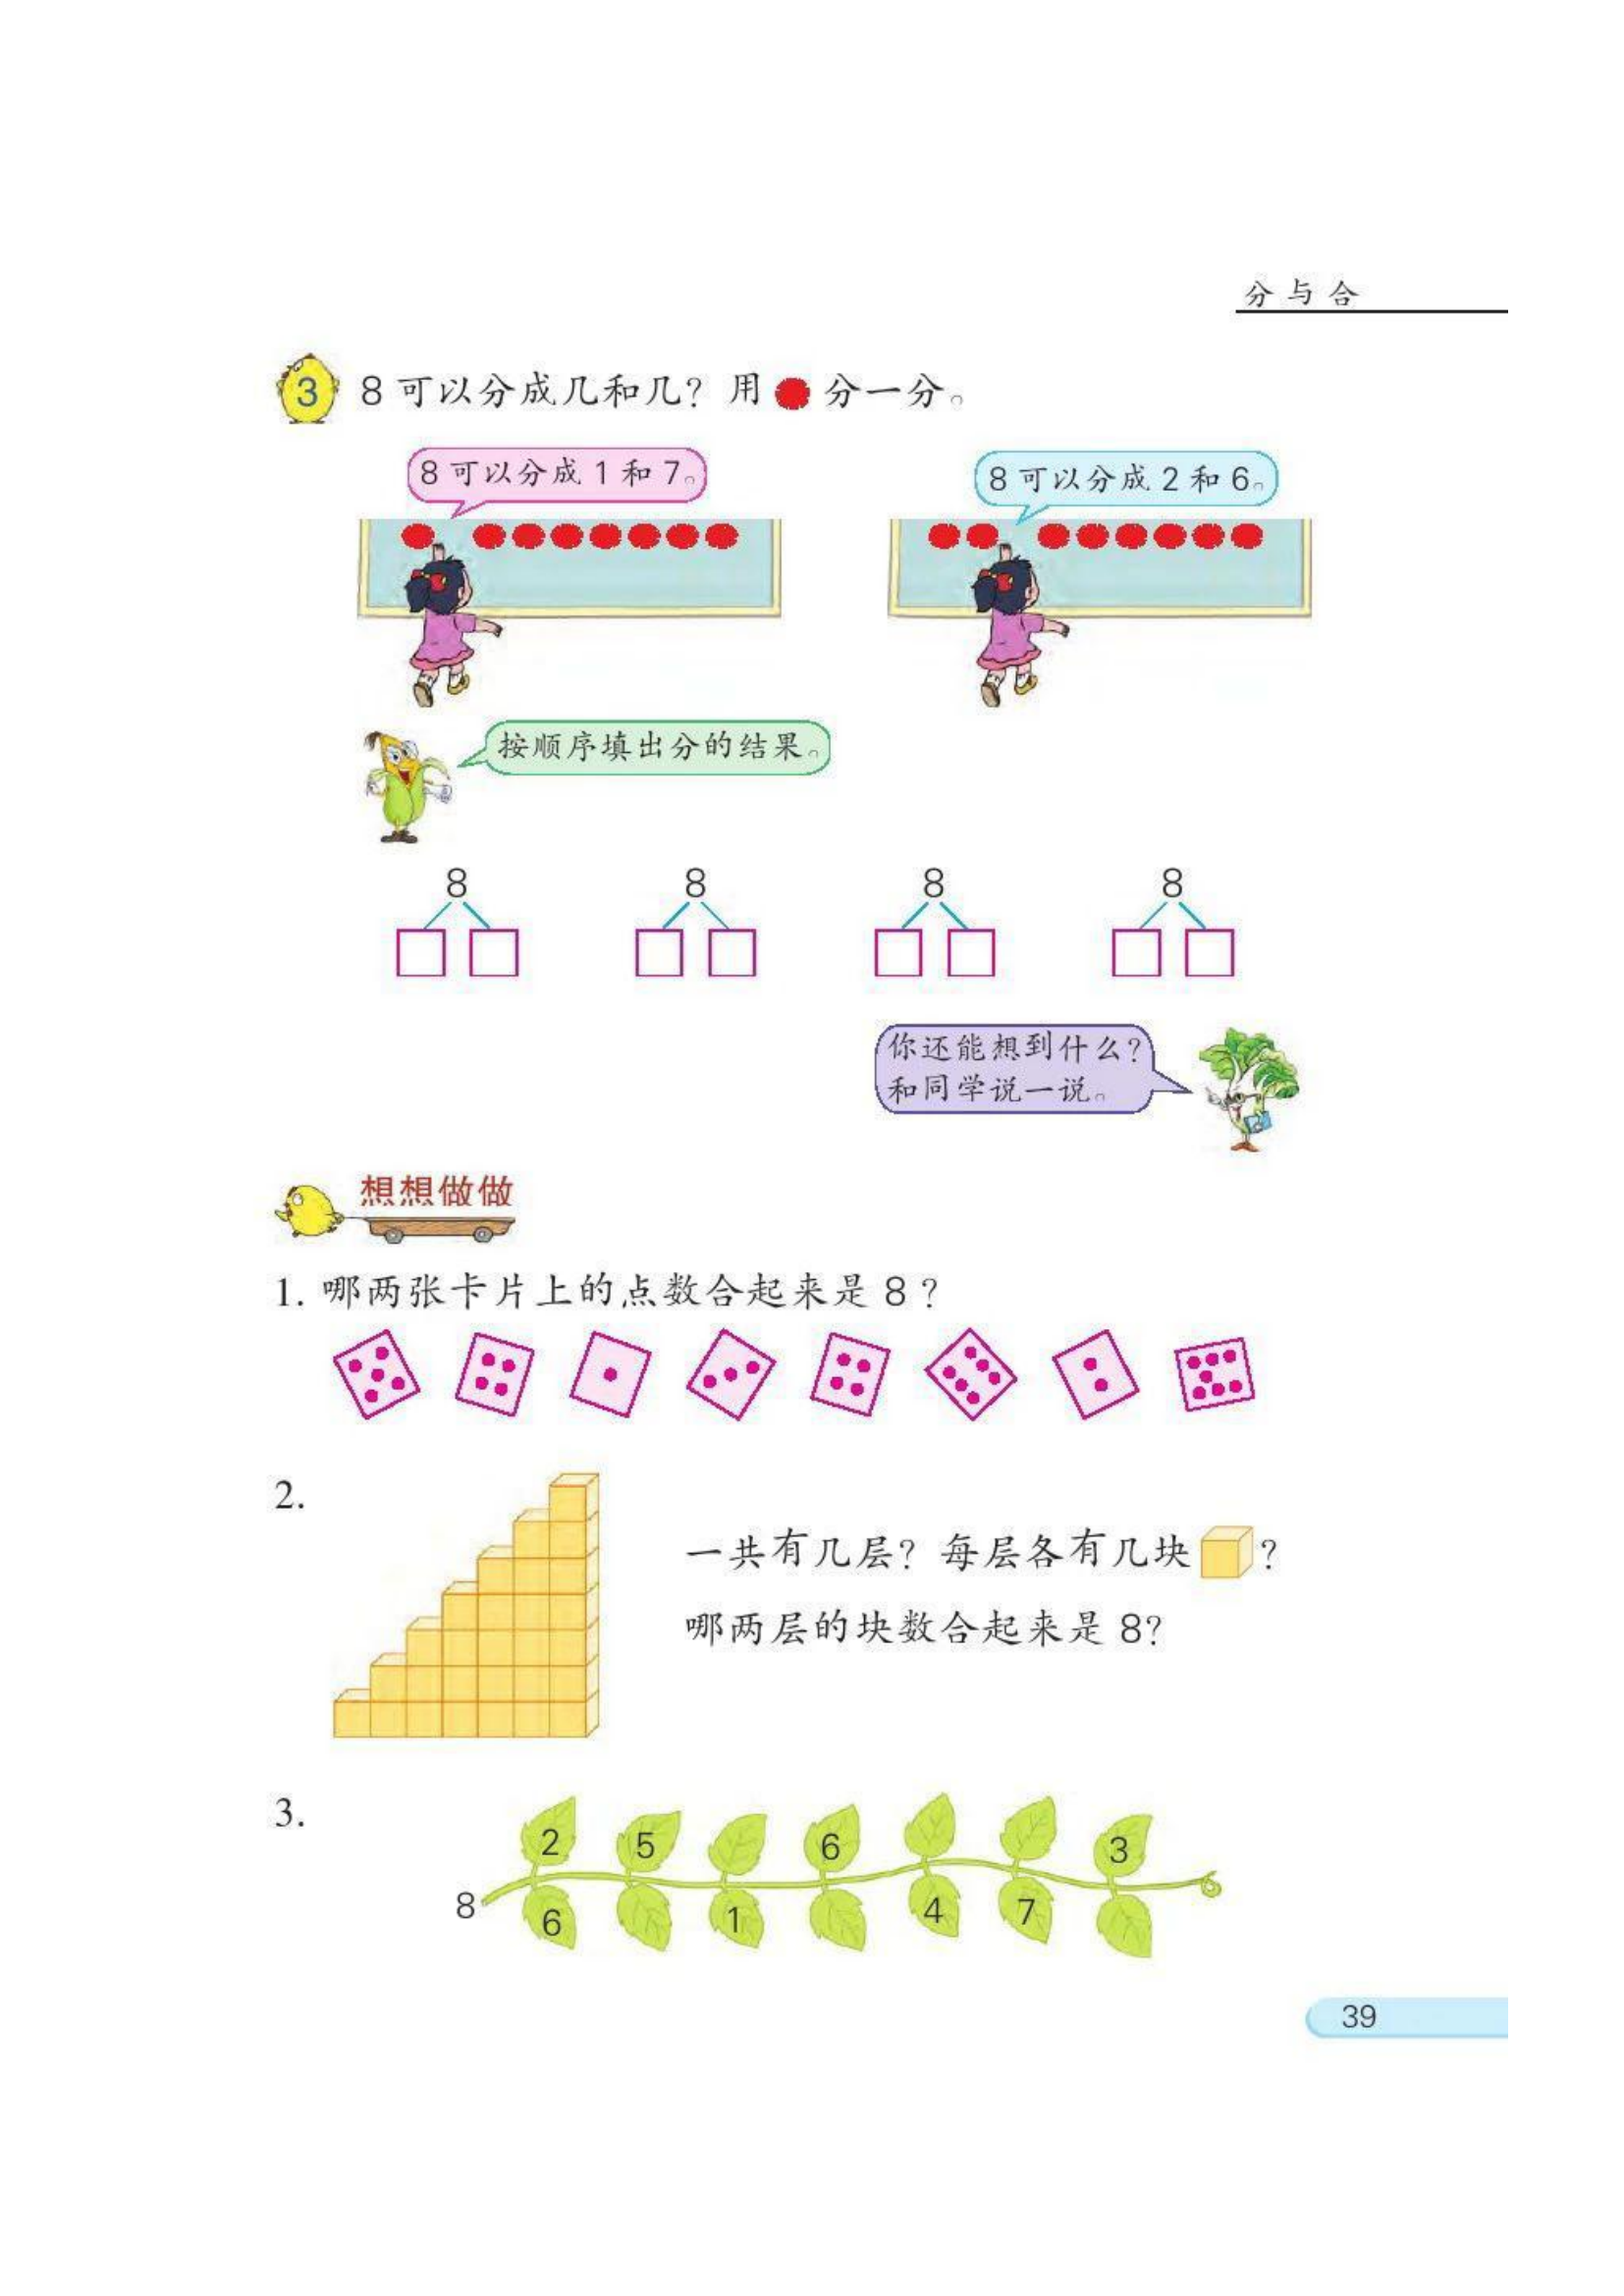 分与合
3 8可以分成几和几？用 分一分。
8可以分成1和7。
8可以分成2和6。
按顺序填出分的结果。
8 8 8 8
你还能想到什么？
和同学说一说。
想想做做
1. 哪两张卡片上的点数合起来是8？
2.
一共有几层？每层各有几块 ？
哪两层的块数合起来是8？
3.
2 5 6 3
8
6 1 4 7
39